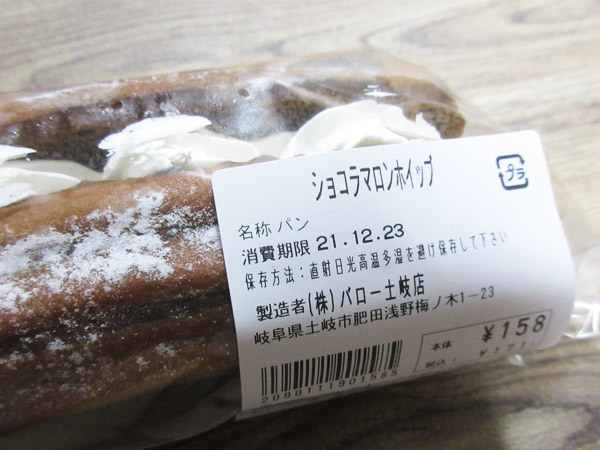 ショコラマロンホイップ
プラ
名称 パン
消費期限 21.12.23
保存方法：直射日光高温多湿を避け保存して下さい
製造者(株)バロー土岐店
岐阜県土岐市肥田浅野梅ノ木1-23
本体 ¥158
税込
2090111901585